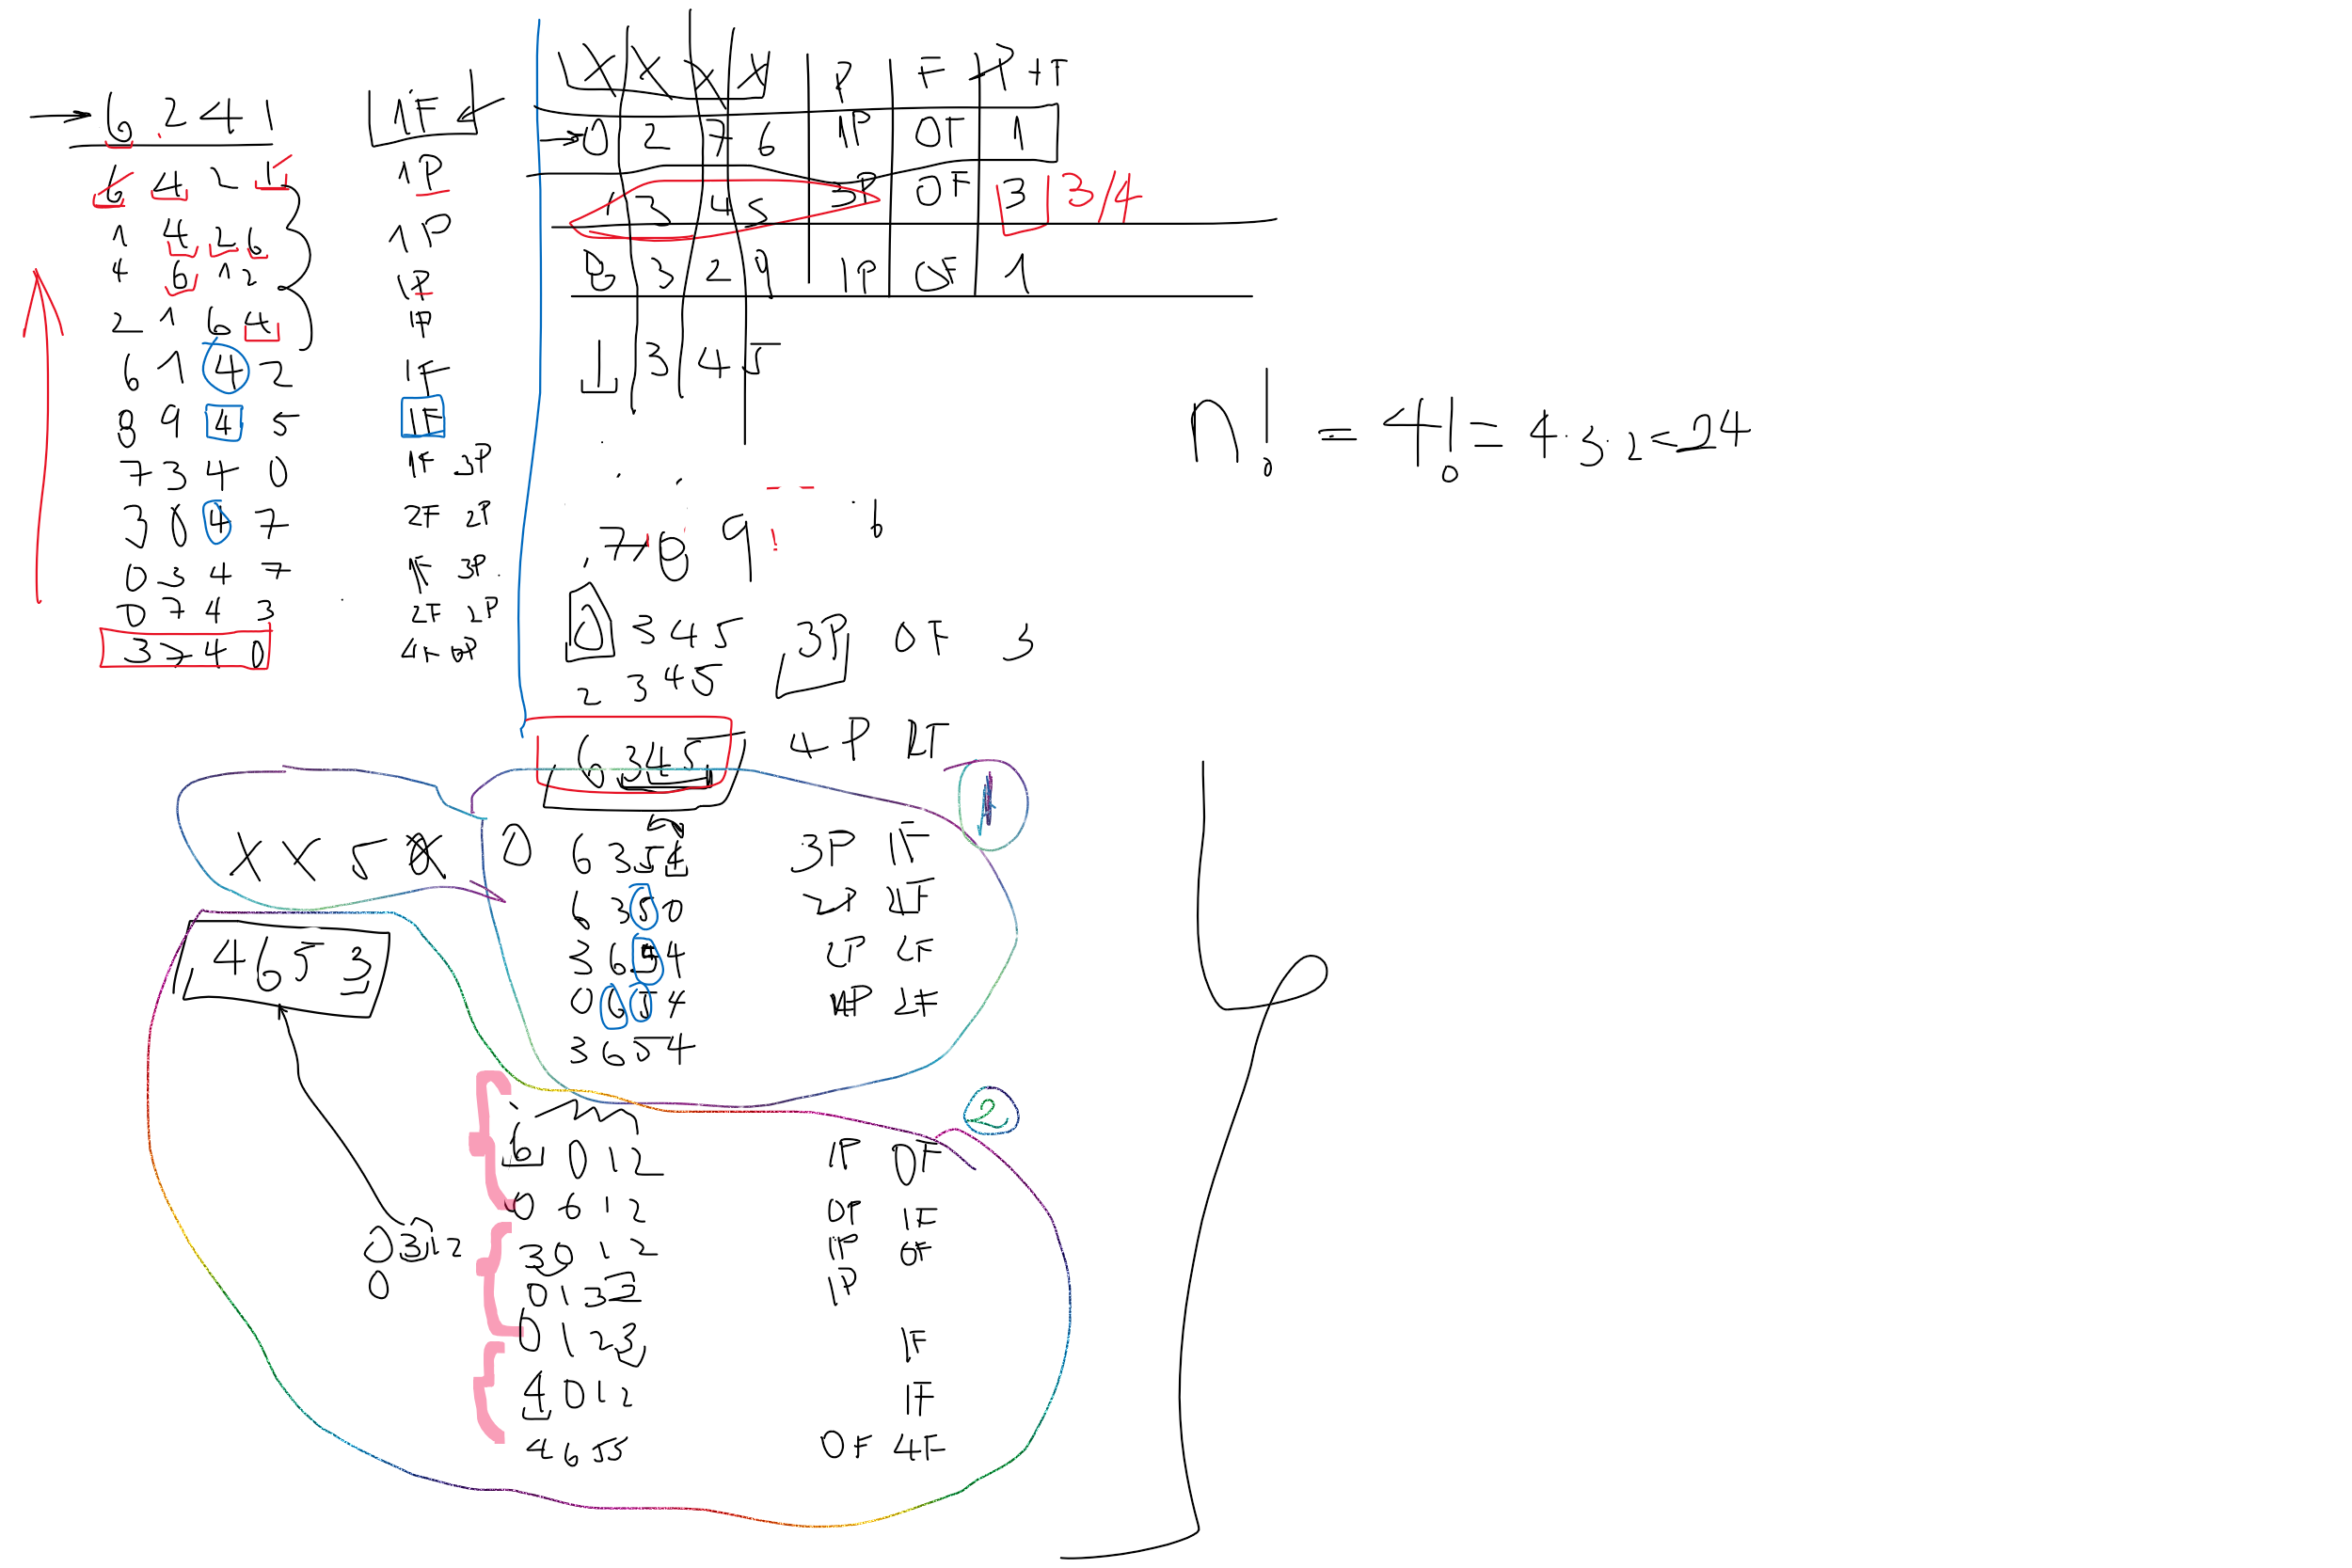 6.241 1F
6 4 2 1 1P
1 4 2 6 1P
4 6 1 2 1P
2 1 6 4 1P
6 1 4 2 1F
8 9 4 5 1F
7 3 4 0 1F 3P
3 0 4 7 2F 2P
0 3 4 7 1F 3P
0 7 4 3 2F 2P
3 7 4 0 4F 0P
X X X X P F P+F
0 2 7 6 1P 0F 1
1 3 4 5 3P 0F 3 3/4
8 3 2 9 1P 0F 1
1 3 4 5
7 6 9 6
0 3 4 5 3P 0F 3
2 3 4 5
6 3 4 5 4P
1
X X 5 X 0
6 3 5 4 3P 1F
6 3 5 0 2F
3 6 5 4 2P 2F
0 6 5 4 2F
3 6 5 4
4 6 5 3
2
6 0 1 2 1P 0F
0 6 1 2 0P 1F
3 0 1 2 1P 0F
0 1 3 2 1P
0 1 2 3 1F
4 0 1 2 1F
4 6 5 3 0F 4F
0 3 1 2
0
n! = 4! = 4·3·2=24